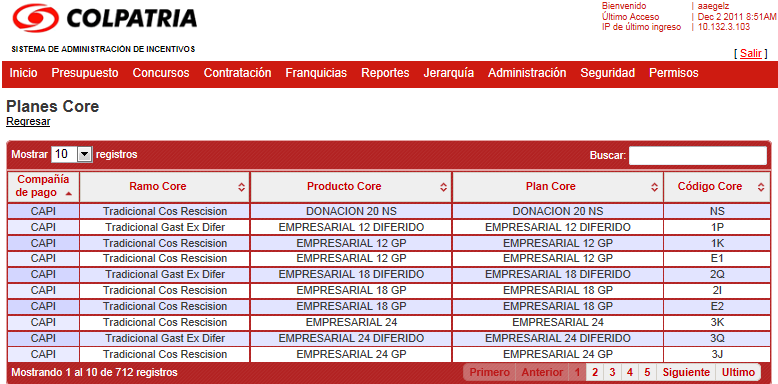 COLPATRIA
SISTEMA DE ADMINISTRACIÓN DE INCENTIVOS
Bienvenido | aaegelz
Último Acceso | Dec 2 2011 8:51AM
IP de último ingreso | 10.132.3.103
[ Salir ]
Inicio Presupuesto Concursos Contratación Franquicias Reportes Jerarquía Administración Seguridad Permisos
Planes Core
Regresar
Mostrar 10 registros Buscar:
Compañía de pago Ramo Core Producto Core Plan Core Código Core
CAPI Tradicional Cos Rescision DONACION 20 NS DONACION 20 NS NS
CAPI Tradicional Gast Ex Difer EMPRESARIAL 12 DIFERIDO EMPRESARIAL 12 DIFERIDO 1P
CAPI Tradicional Cos Rescision EMPRESARIAL 12 GP EMPRESARIAL 12 GP 1K
CAPI Tradicional Cos Rescision EMPRESARIAL 12 GP EMPRESARIAL 12 GP E1
CAPI Tradicional Gast Ex Difer EMPRESARIAL 18 DIFERIDO EMPRESARIAL 18 DIFERIDO 2Q
CAPI Tradicional Cos Rescision EMPRESARIAL 18 GP EMPRESARIAL 18 GP 2I
CAPI Tradicional Cos Rescision EMPRESARIAL 18 GP EMPRESARIAL 18 GP E2
CAPI Tradicional Cos Rescision EMPRESARIAL 24 EMPRESARIAL 24 3K
CAPI Tradicional Gast Ex Difer EMPRESARIAL 24 DIFERIDO EMPRESARIAL 24 DIFERIDO 3Q
CAPI Tradicional Cos Rescision EMPRESARIAL 24 GP EMPRESARIAL 24 GP 3J
Mostrando 1 al 10 de 712 registros Primero Anterior 1 2 3 4 5 Siguiente Ultimo